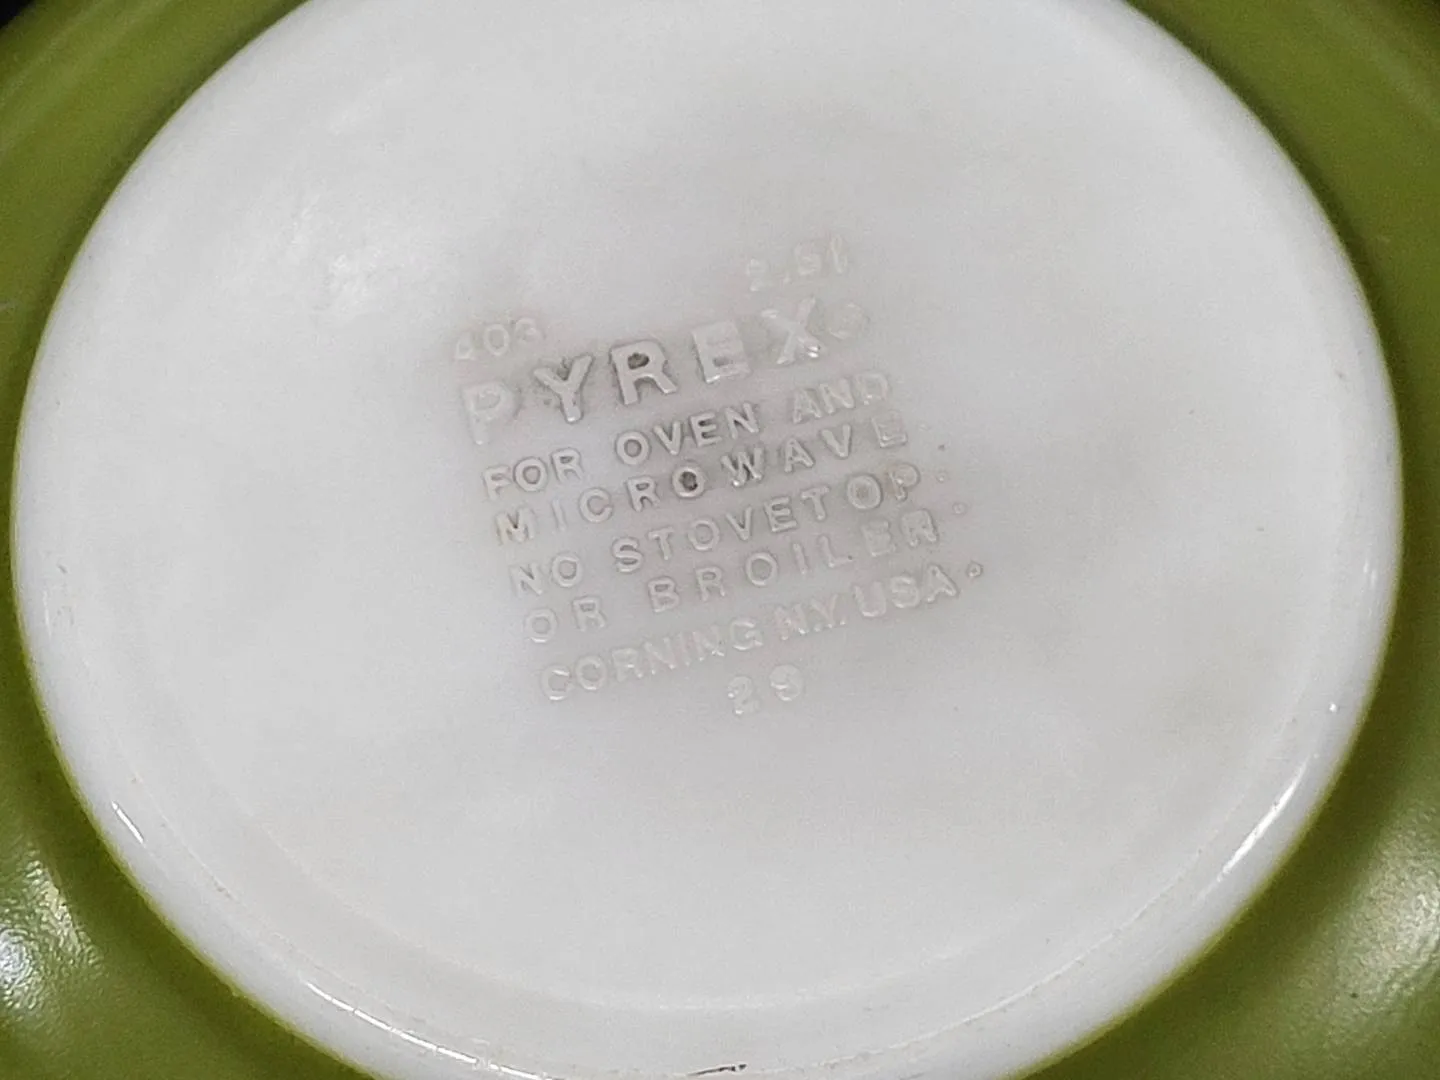 2.5l
403
PYREX®
FOR OVEN AND
MICROWAVE
NO STOVETOP
OR BROILER
CORNING N.Y. USA
29